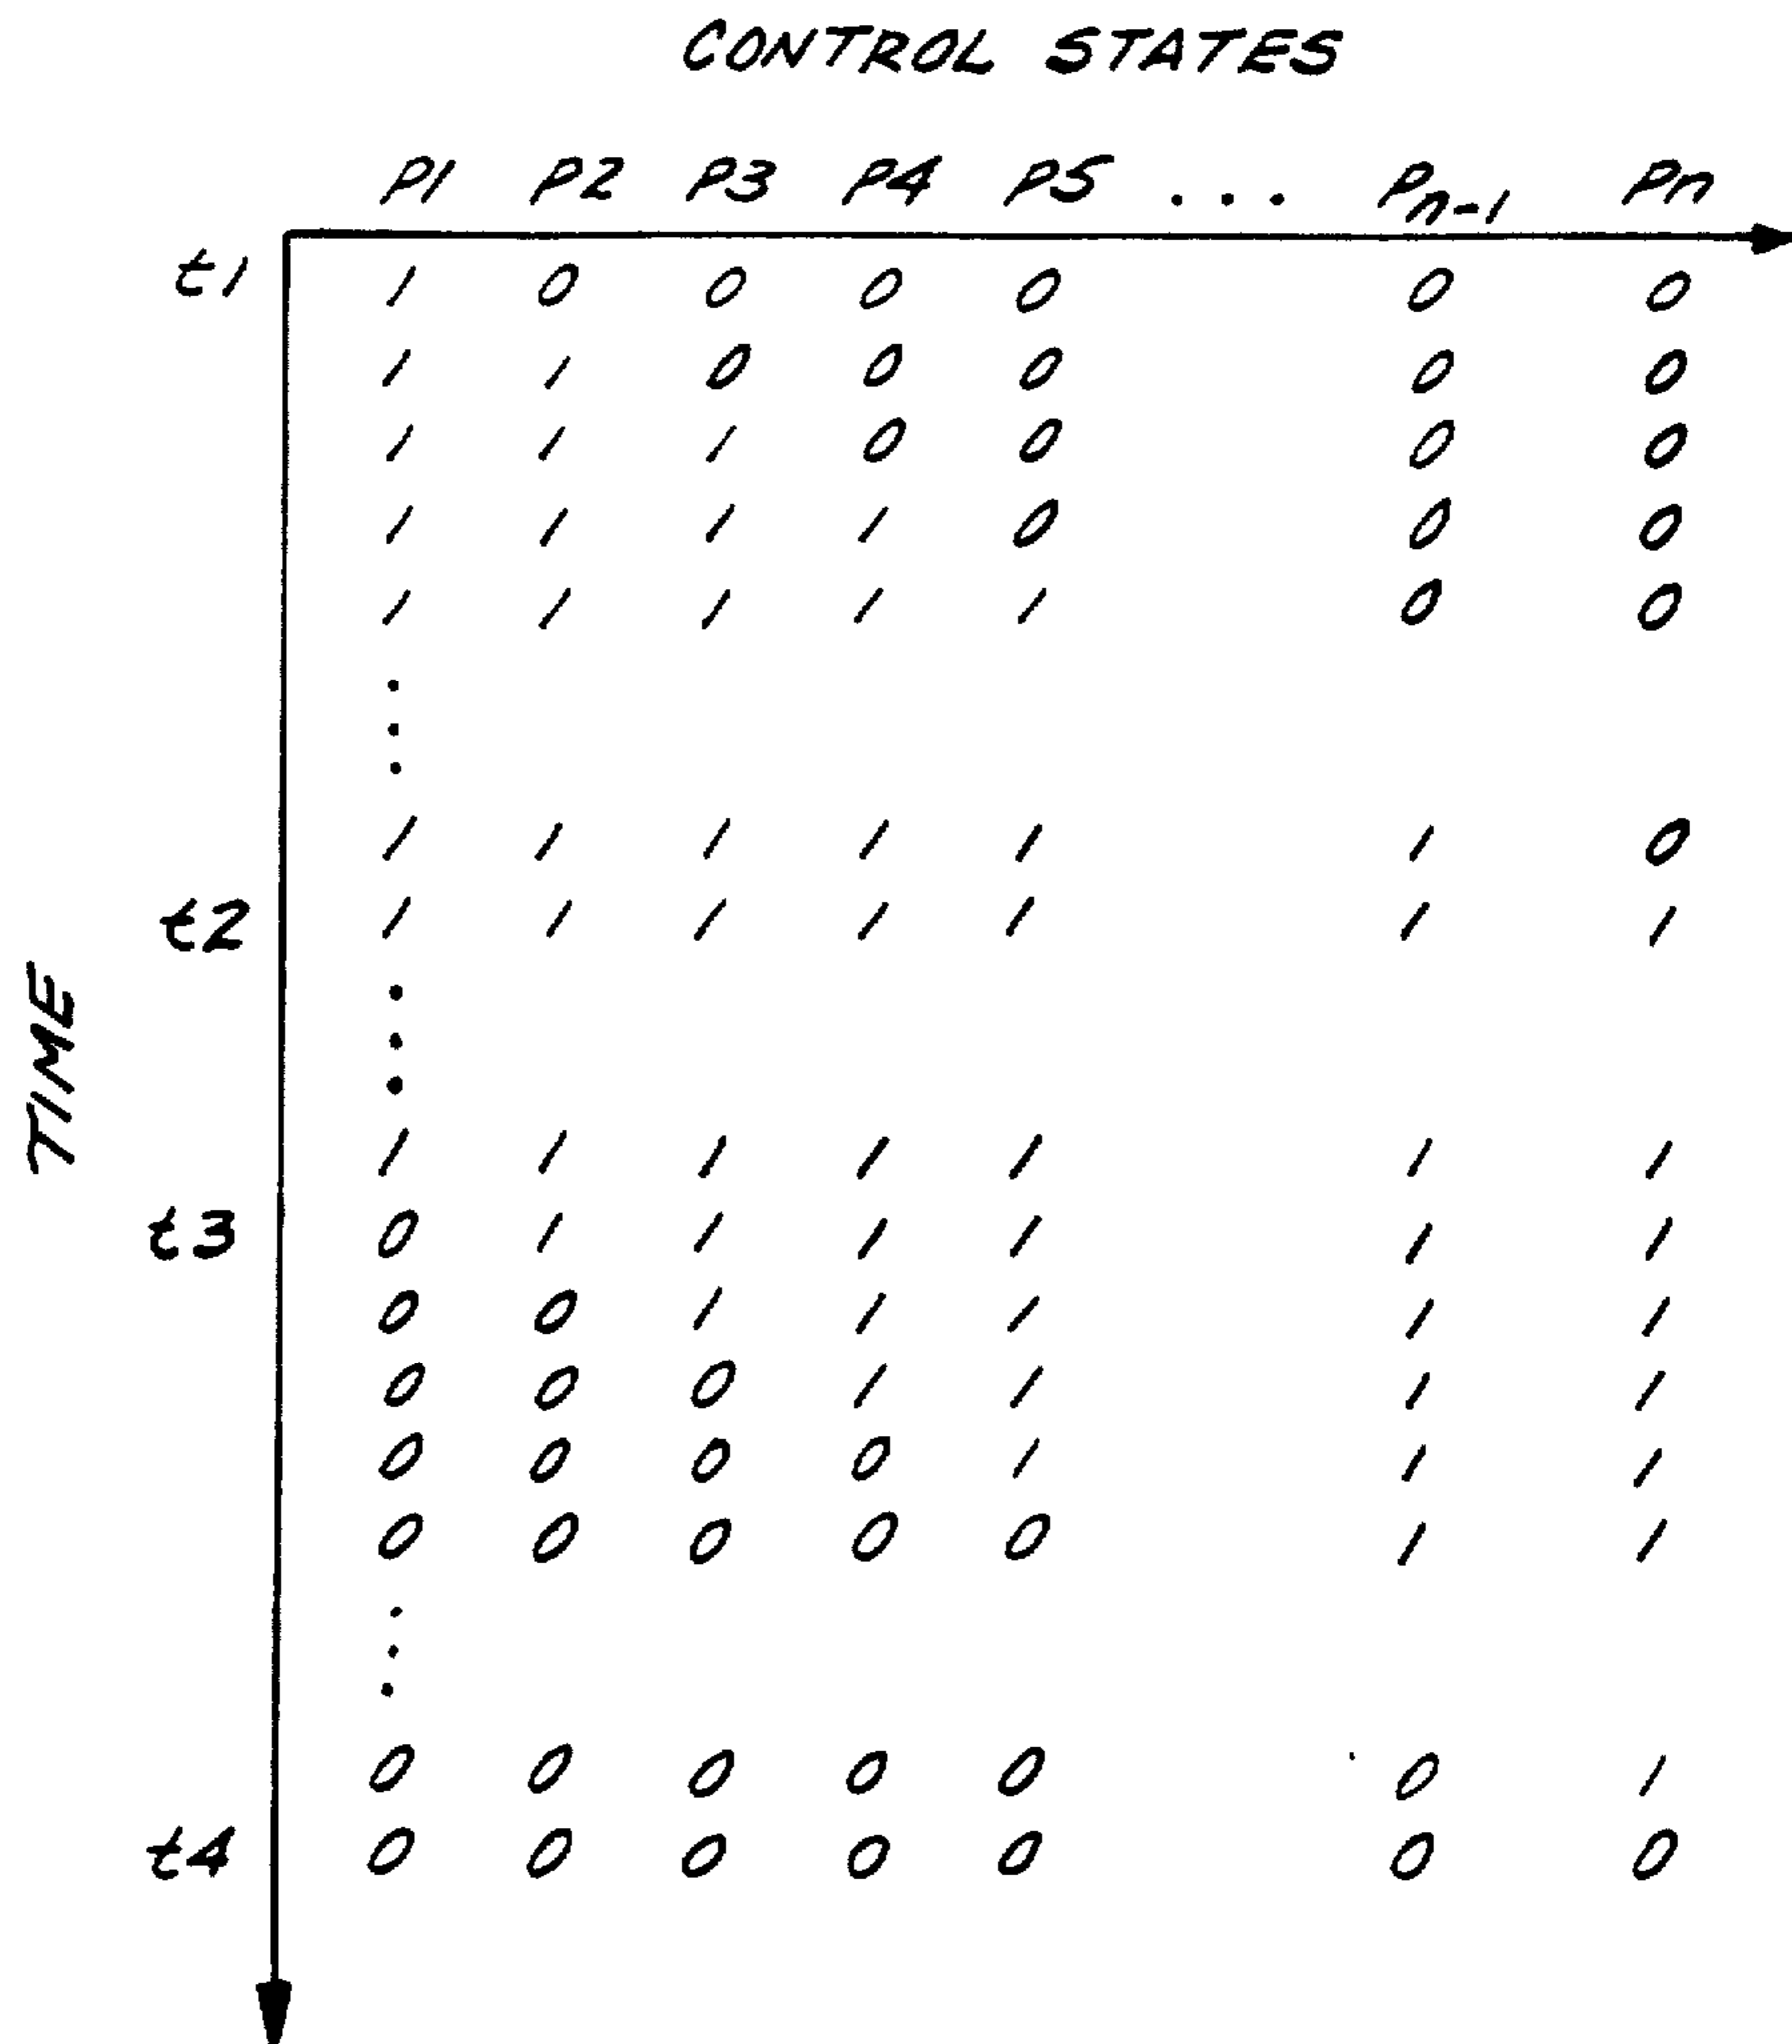 CONTROL STATES
P1 P2 P3 P4 P5 ... Pn-1 Pn
t1 1 0 0 0 0 0 0
1 1 0 0 0 0 0
1 1 1 0 0 0 0
1 1 1 1 0 0 0
1 1 1 1 1 0 0
1 1 1 1 1 1 0
t2 1 1 1 1 1 1 1
TIME
1 1 1 1 1 1 1
t3 0 1 1 1 1 1 1
0 0 1 1 1 1 1
0 0 0 1 1 1 1
0 0 0 0 1 1 1
0 0 0 0 0 1 1
0 0 0 0 0 0 1
t4 0 0 0 0 0 0 0